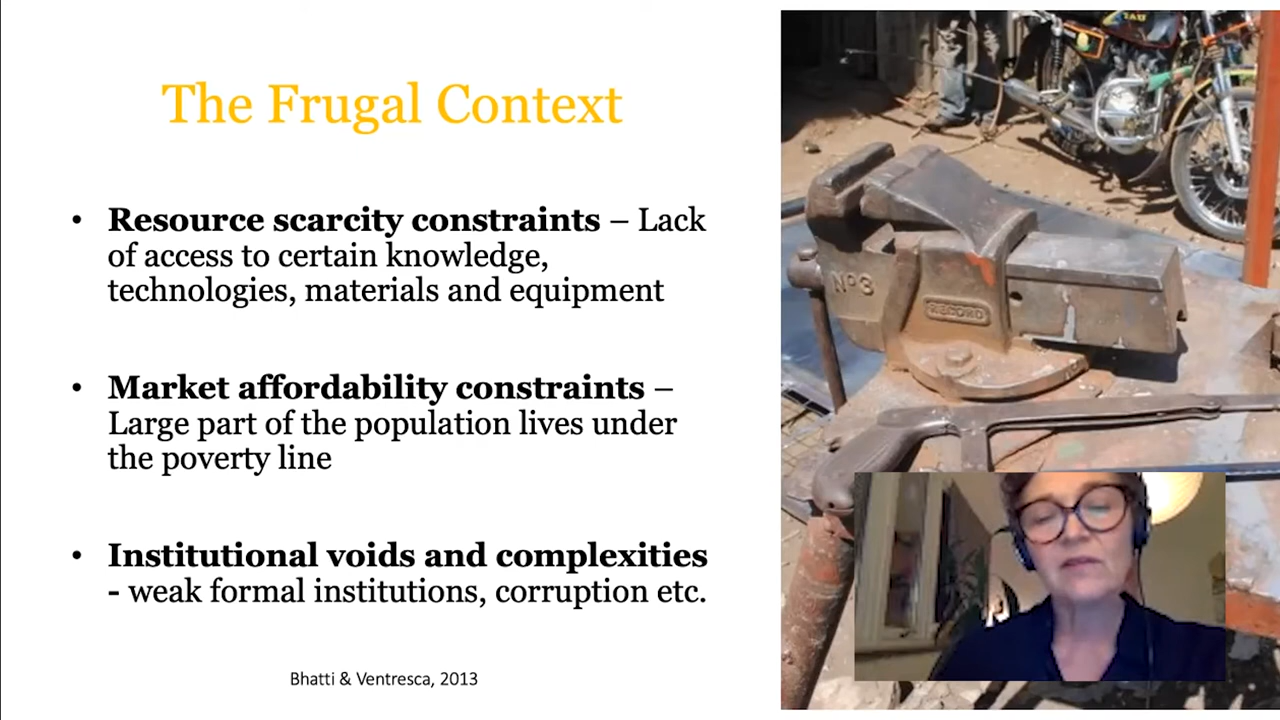 The Frugal Context
• Resource scarcity constraints – Lack
of access to certain knowledge,
technologies, materials and equipment
• Market affordability constraints –
Large part of the population lives under
the poverty line
• Institutional voids and complexities
- weak formal institutions, corruption etc.
Bhatti & Ventresca, 2013
TAXI
Nº3
RECORD